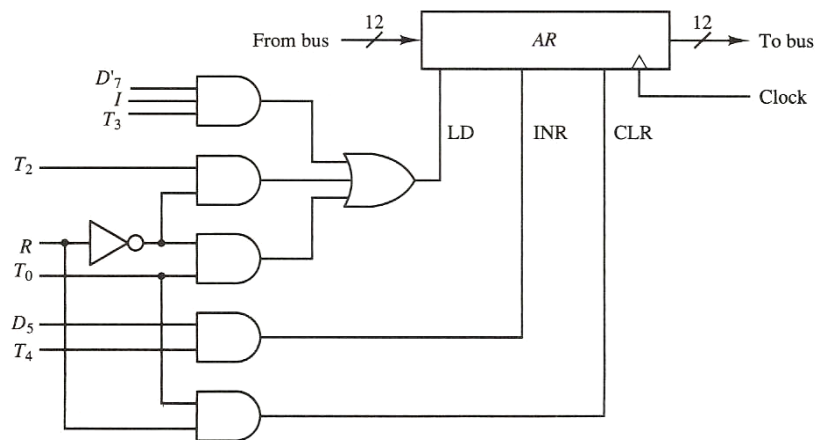 12
12
From bus
AR
To bus
D'7
I
T3
Clock
LD
INR
CLR
T2
R
T0
D5
T4